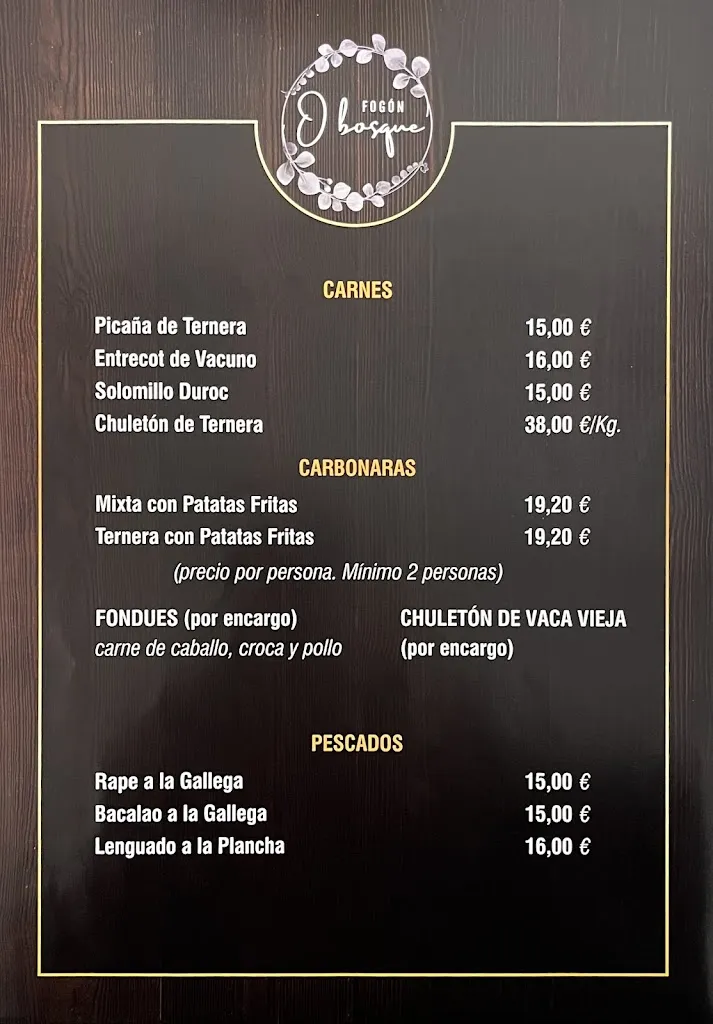 FOGÓN
O bosque
CARNES
Picaña de Ternera 15,00 €
Entrecot de Vacuno 16,00 €
Solomillo Duroc 15,00 €
Chuletón de Ternera 38,00 €/Kg.
CARBONARAS
Mixta con Patatas Fritas 19,20 €
Ternera con Patatas Fritas 19,20 €
(precio por persona. Mínimo 2 personas)
FONDUES (por encargo)
carne de caballo, croca y pollo
CHULETÓN DE VACA VIEJA
(por encargo)
PESCADOS
Rape a la Gallega 15,00 €
Bacalao a la Gallega 15,00 €
Lenguado a la Plancha 16,00 €